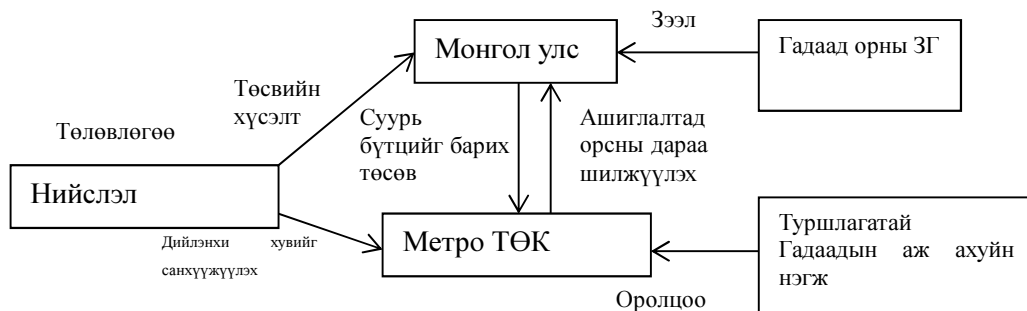 Зээл
Монгол улс
Гадаад орны ЗГ
Төсвийн
хүсэлт
Суурь
бүтцийг барих
төсөв
Ашиглалтад
орсны дараа
шилжүүлэх
Төлөвлөгөө
Нийслэл
Дийлэнхи хувийг
санхүүжүүлэх
Метро ТӨК
Туршлагатай
Гадаадын аж ахуйн
нэгж
Оролцоо